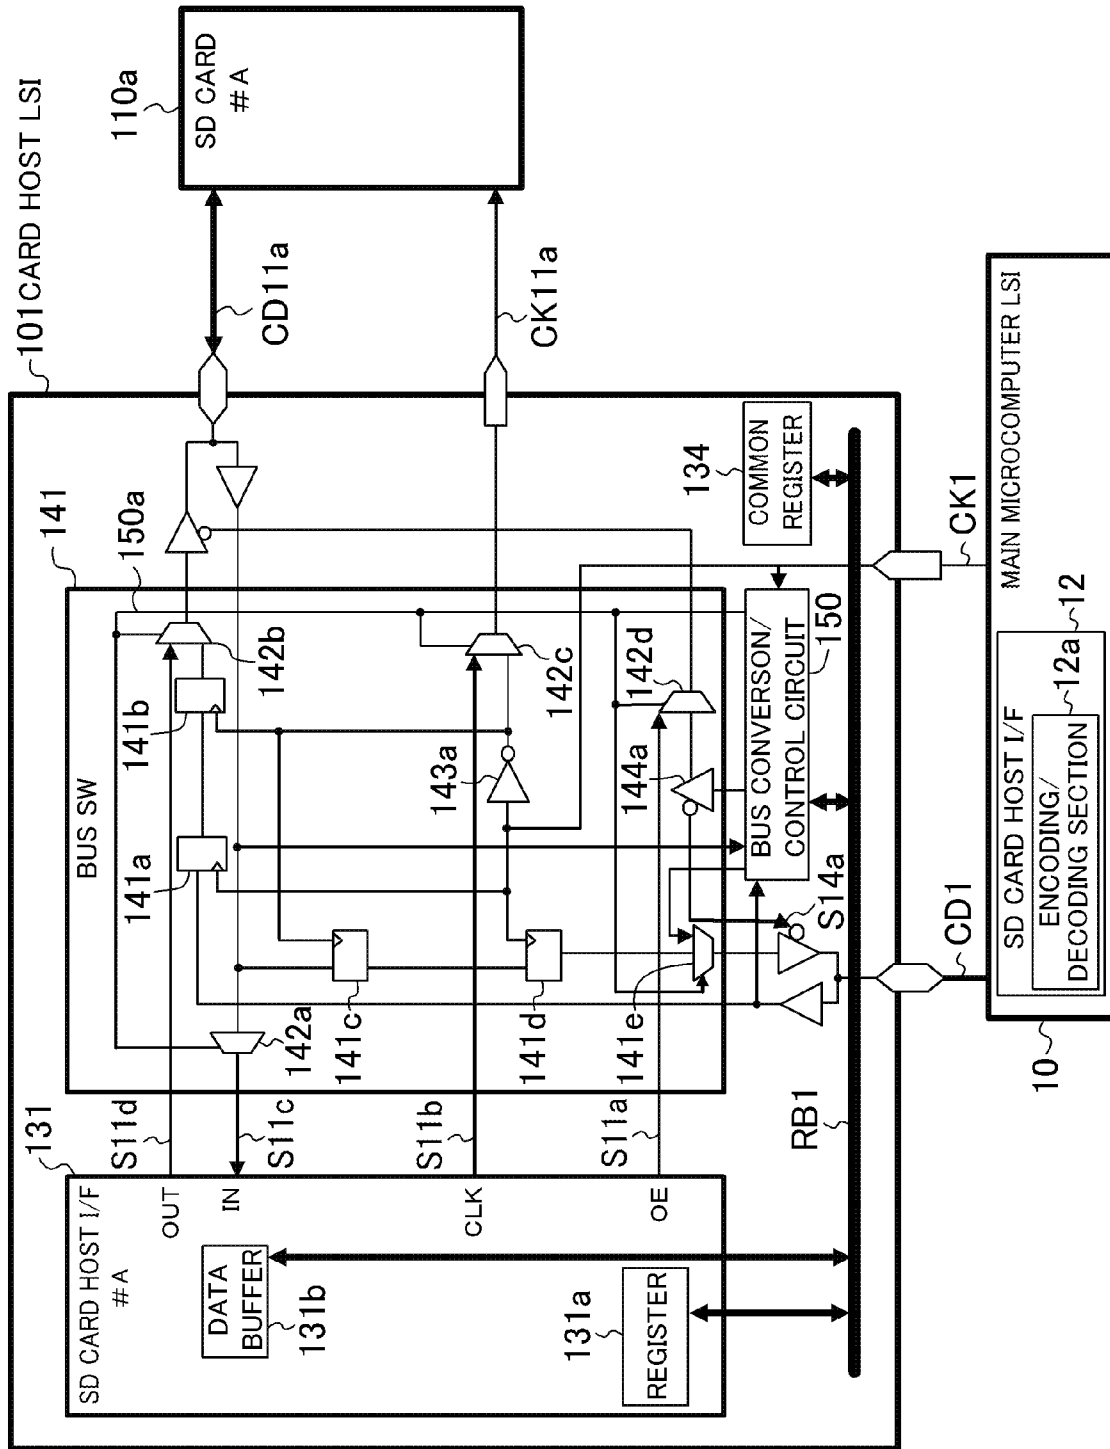 101 CARD HOST LSI
110a
SD CARD
#A
CD11a
CK11a
141
150a
BUS SW
141a
141b
142b
142a
141c
143a
142c
141d
144a
142d
141e
S14a
BUS CONVERSON/
CONTROL CIRCUIT
150
134
COMMON
REGISTER
131
SD CARD HOST I/F
#A
OUT
IN
CLK
OE
S11d
S11c
S11b
S11a
DATA
BUFFER
131b
131a
REGISTER
RB1
CD1
CK1
10
MAIN MICROCOMPUTER LSI
12
SD CARD HOST I/F
12a
ENCODING/
DECODING SECTION